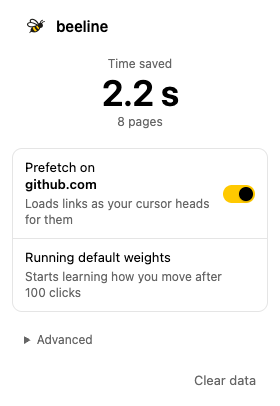 beeline
Time saved
2.2 s
8 pages
Prefetch on
github.com
Loads links as your cursor heads
for them
Running default weights
Starts learning how you move after
100 clicks
Advanced
Clear data